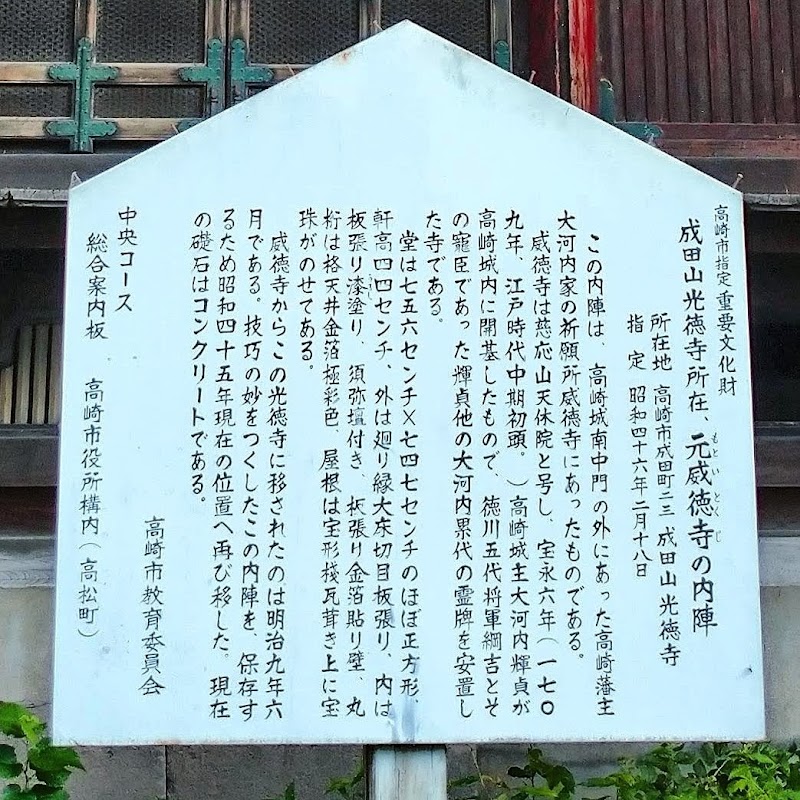 高崎市指定重要文化財
成田山光徳寺所在、元威徳寺の内陣
もといとくじ
所在地 高崎市成田町二三 成田山光徳寺
指定 昭和四十六年二月十八日
この内陣は、高崎城南中門の外にあった高崎藩主
大河内家の祈願所威徳寺にあったものである。
威徳寺は慈応山天休院と号し、宝永六年(一七〇
九年、江戸時代中期初頭。)高崎城主大河内輝貞が
高崎城内に開基したもので、徳川五代将軍綱吉とそ
の寵臣であった輝貞他の大河内累代の霊牌を安置し
た寺である。
堂は七五六センチ×七四七センチのほぼ正方形、
軒高四四センチ、外は廻り縁大床切目板張り、内は
板張り漆塗り、須弥壇付き、板張り金箔貼り壁、丸
桁は格天井金箔極彩色、屋根は宝形棧瓦葺き上に宝
珠がのせてある。
威徳寺からこの光徳寺に移されたのは明治九年六
月である。技巧の妙をつくしたこの内陣を、保存す
るため昭和四十五年現在の位置へ再び移した。現在
の礎石はコンクリートである。
高崎市教育委員会
中央コース
総合案内板 高崎市役所構内(高松町)